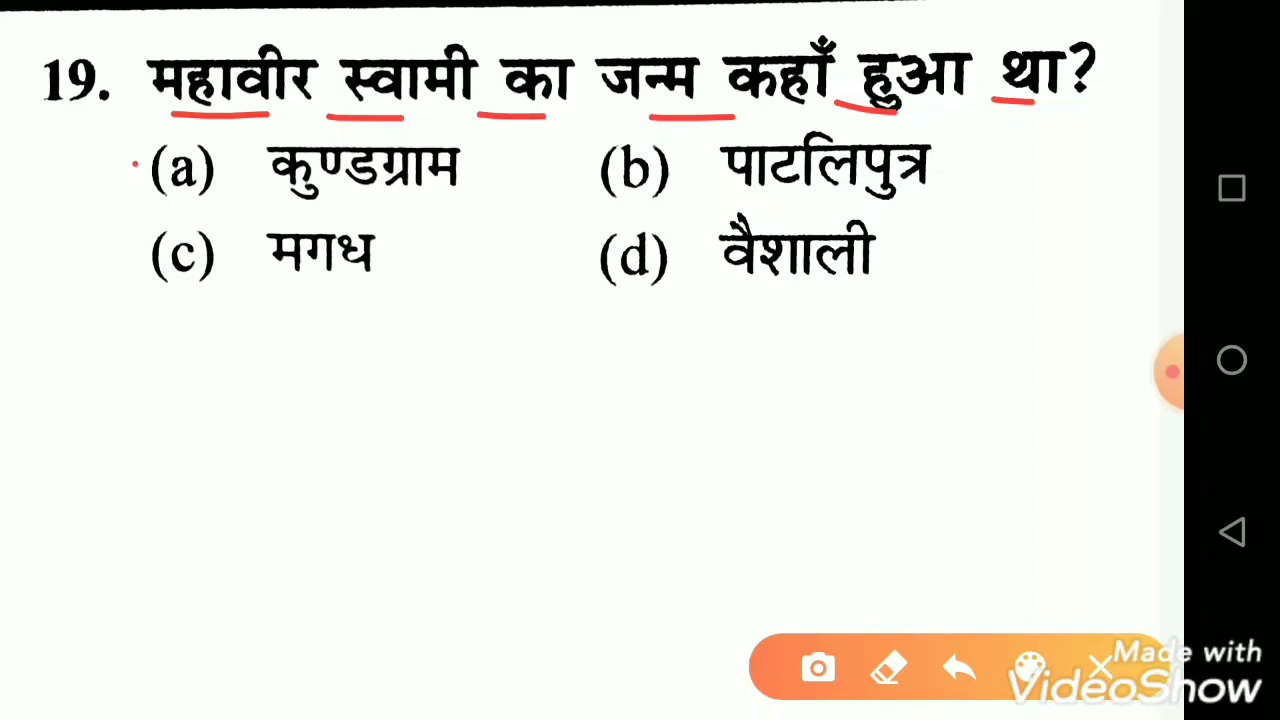 19. महावीर स्वामी का जन्म कहाँ हुआ था?
(a) कुण्डग्राम (b) पाटलिपुत्र
(c) मगध (d) वैशाली
Made with
VideoShow